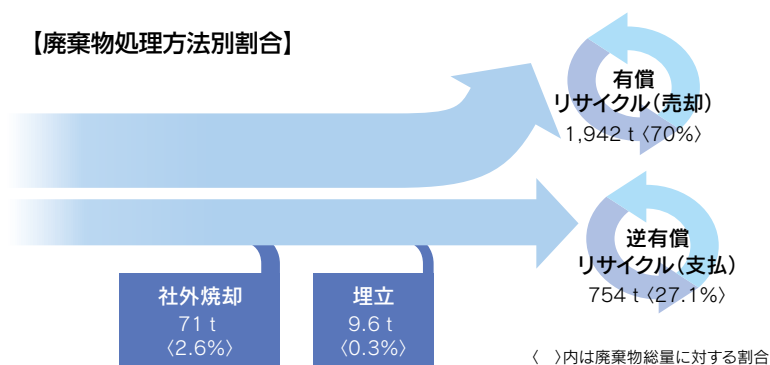 【廃棄物処理方法別割合】
有償
リサイクル(売却)
1,942 t〈70%〉
逆有償
リサイクル(支払)
754 t〈27.1%〉
社外焼却
71 t
〈2.6%〉
埋立
9.6 t
〈0.3%〉
〈　〉内は廃棄物総量に対する割合